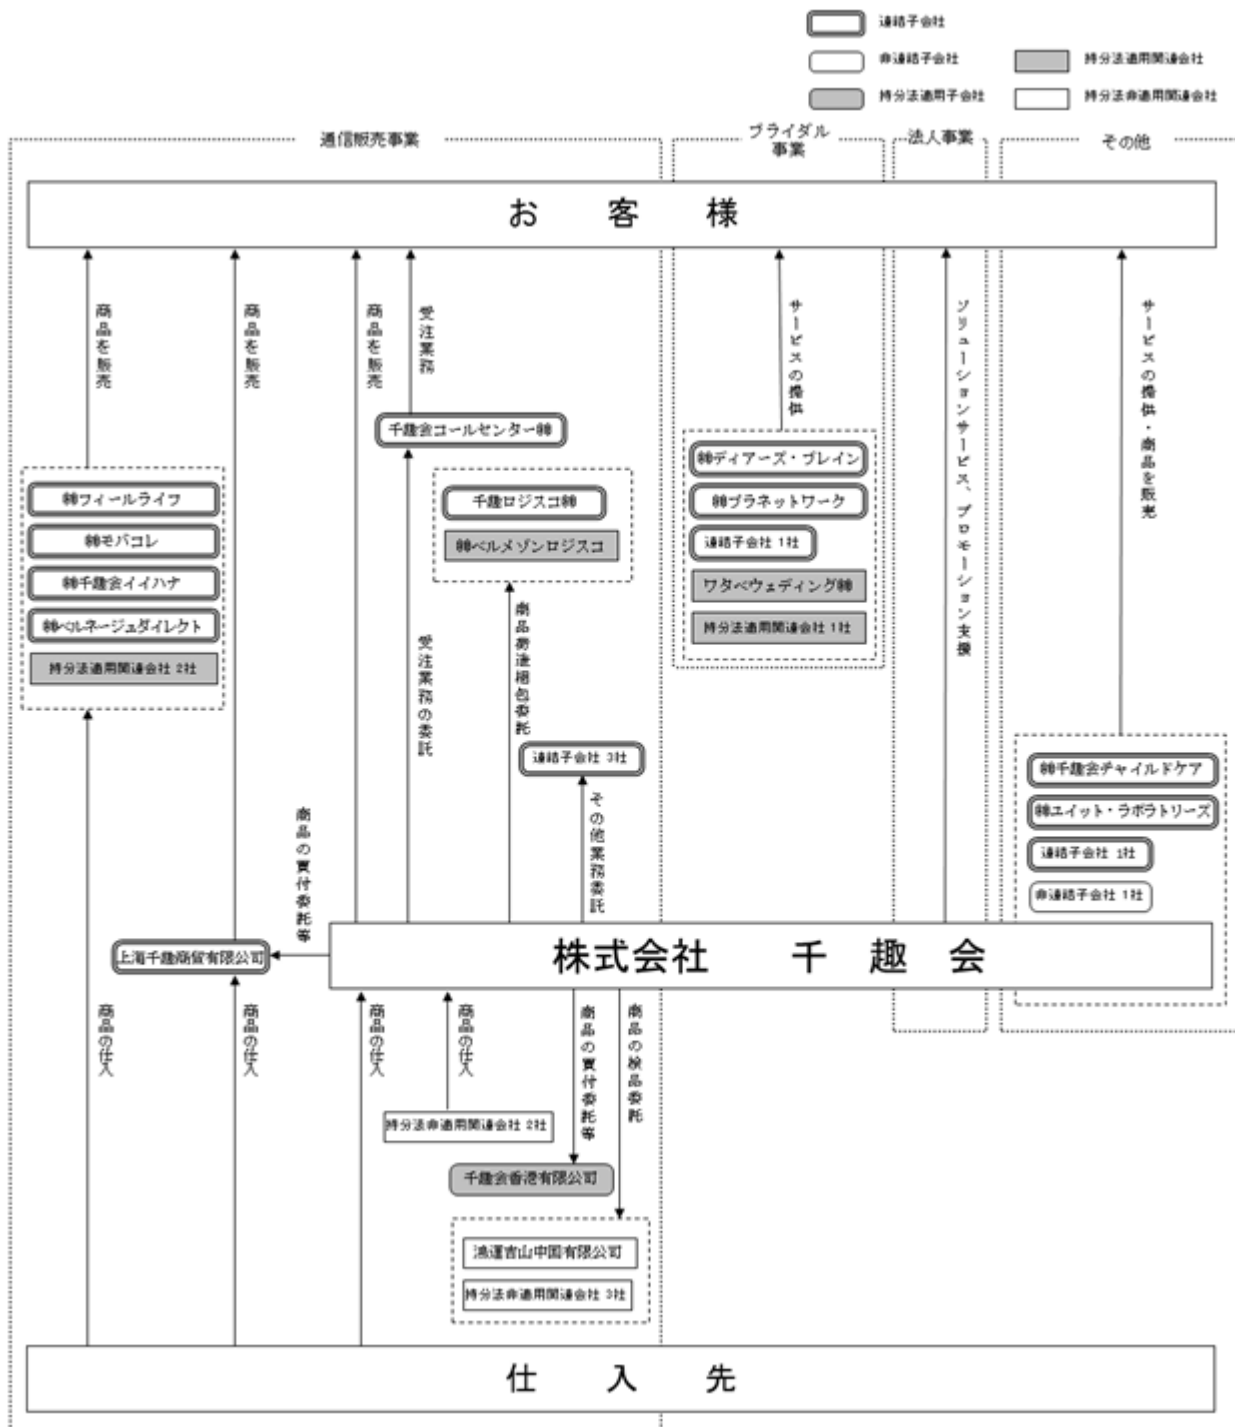 連結子会社
非連結子会社
持分法適用関連会社
持分法適用子会社
持分法非適用関連会社
通信販売事業
ブライダル
事業
法人事業
その他
お客様
商品を販売
商品を販売
商品を販売
受注業務
サービスの提供
ソリューションサービス、プロモーション支援
サービスの提供・商品を販売
千趣会コールセンター㈱
㈱フィールライフ
㈱モバコレ
㈱千趣会イイハナ
㈱ベルネージュダイレクト
持分法適用関連会社 2社
千趣ロジスコ㈱
㈱ベルメゾンロジスコ
㈱ディアーズ・ブレイン
㈱プラネットワーク
連結子会社 1社
ワタベウェディング㈱
持分法適用関連会社 1社
受注業務の委託
商品荷造梱包委託
連結子会社 3社
その他業務委託
商品の買付委託等
㈱千趣会チャイルドケア
㈱ユイット・ラボラトリーズ
連結子会社 1社
非連結子会社 1社
上海千趣商貿有限公司
株式会社 千趣会
商品の仕入
商品の仕入
商品の仕入
商品の仕入
商品の買付委託等
商品の検品委託
持分法非適用関連会社 2社
千趣会香港有限公司
鴻運吉山中国有限公司
持分法非適用関連会社 3社
仕入先